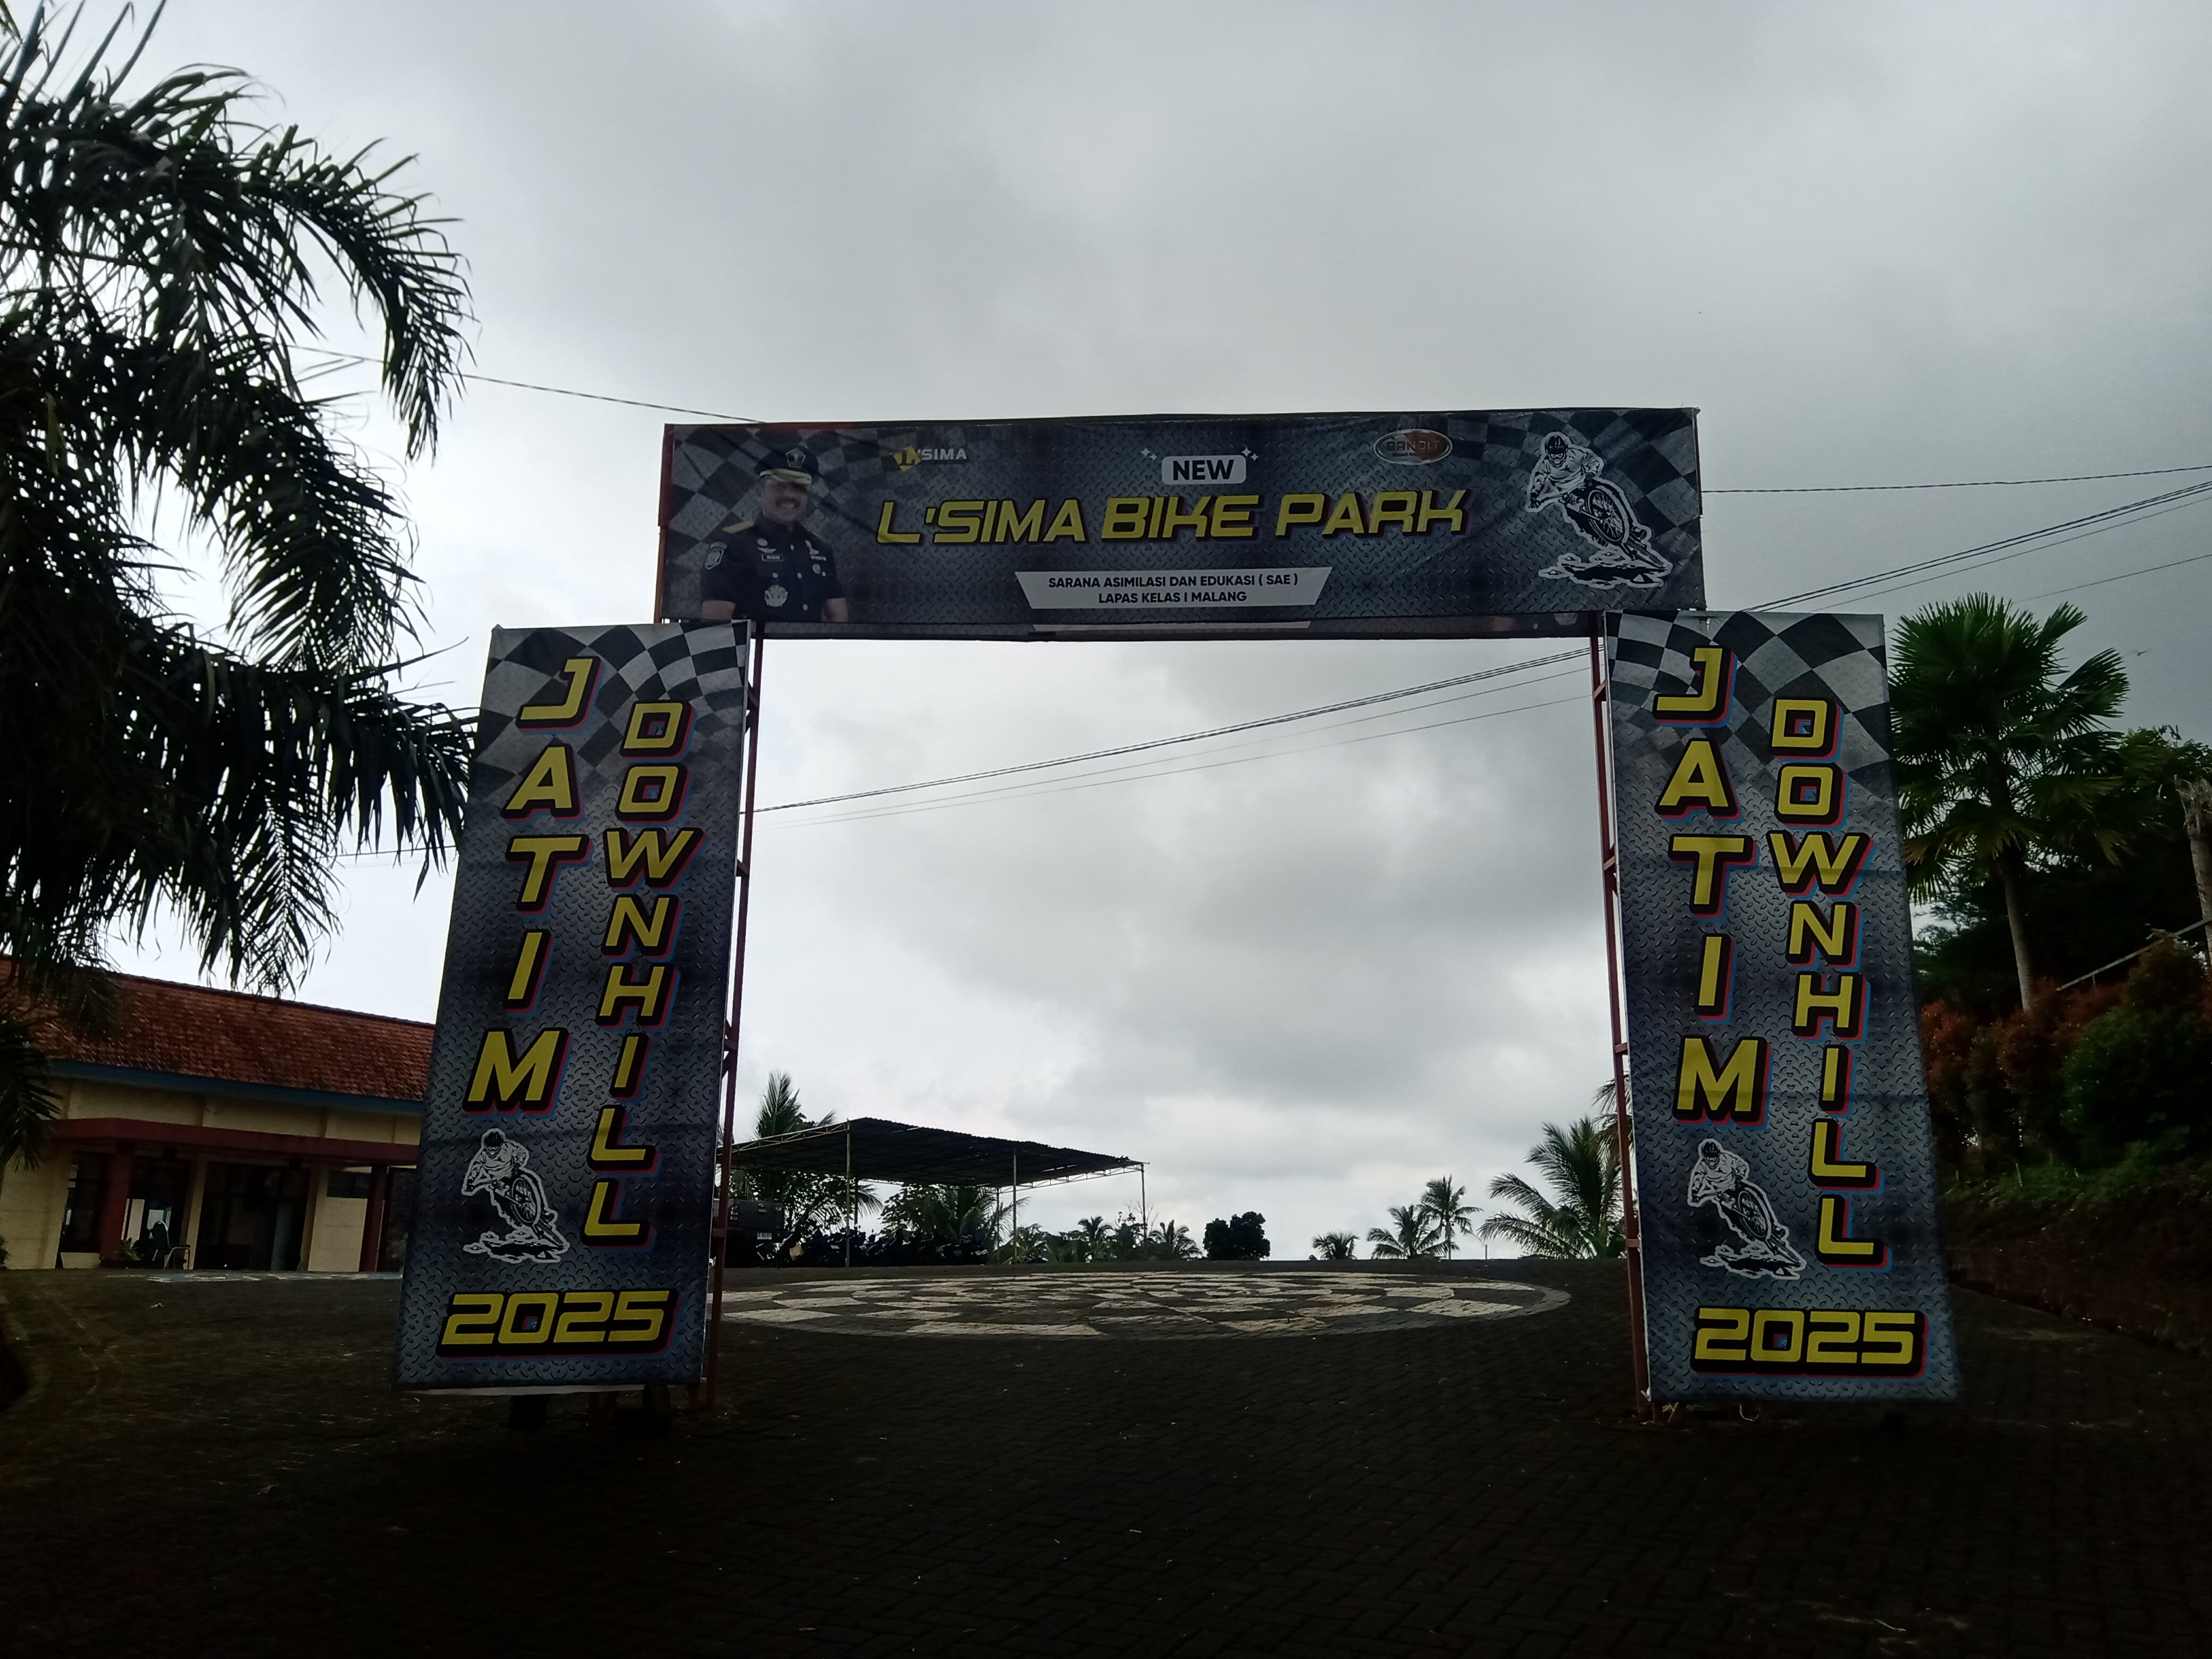 L'SIMA
NEW
BANDIT
L'SIMA BIKE PARK
SARANA ASIMILASI DAN EDUKASI ( SAE )
LAPAS KELAS I MALANG
JATIM
DOWNHILL
2025
JATIM
DOWNHILL
2025